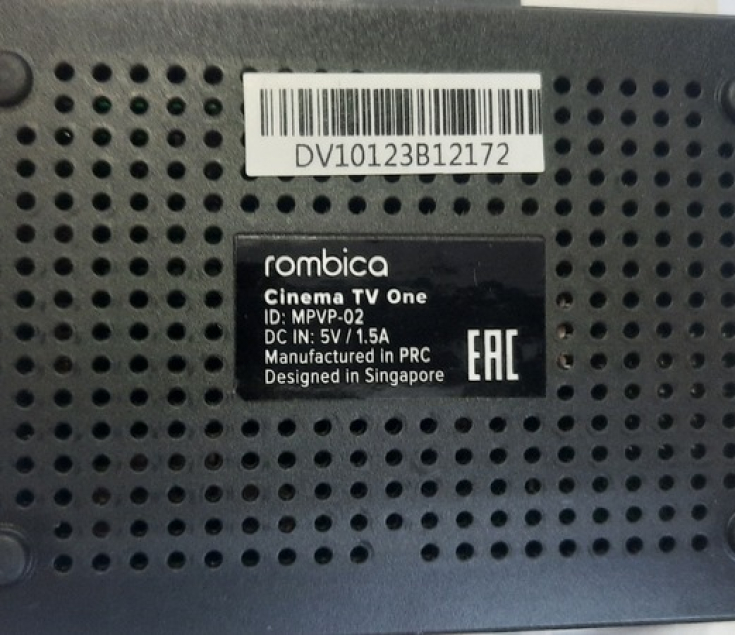 DV10123B12172
rombica
Cinema TV One
ID: MPVP-02
DC IN: 5V / 1.5A
Manufactured in PRC
Designed in Singapore
EAC